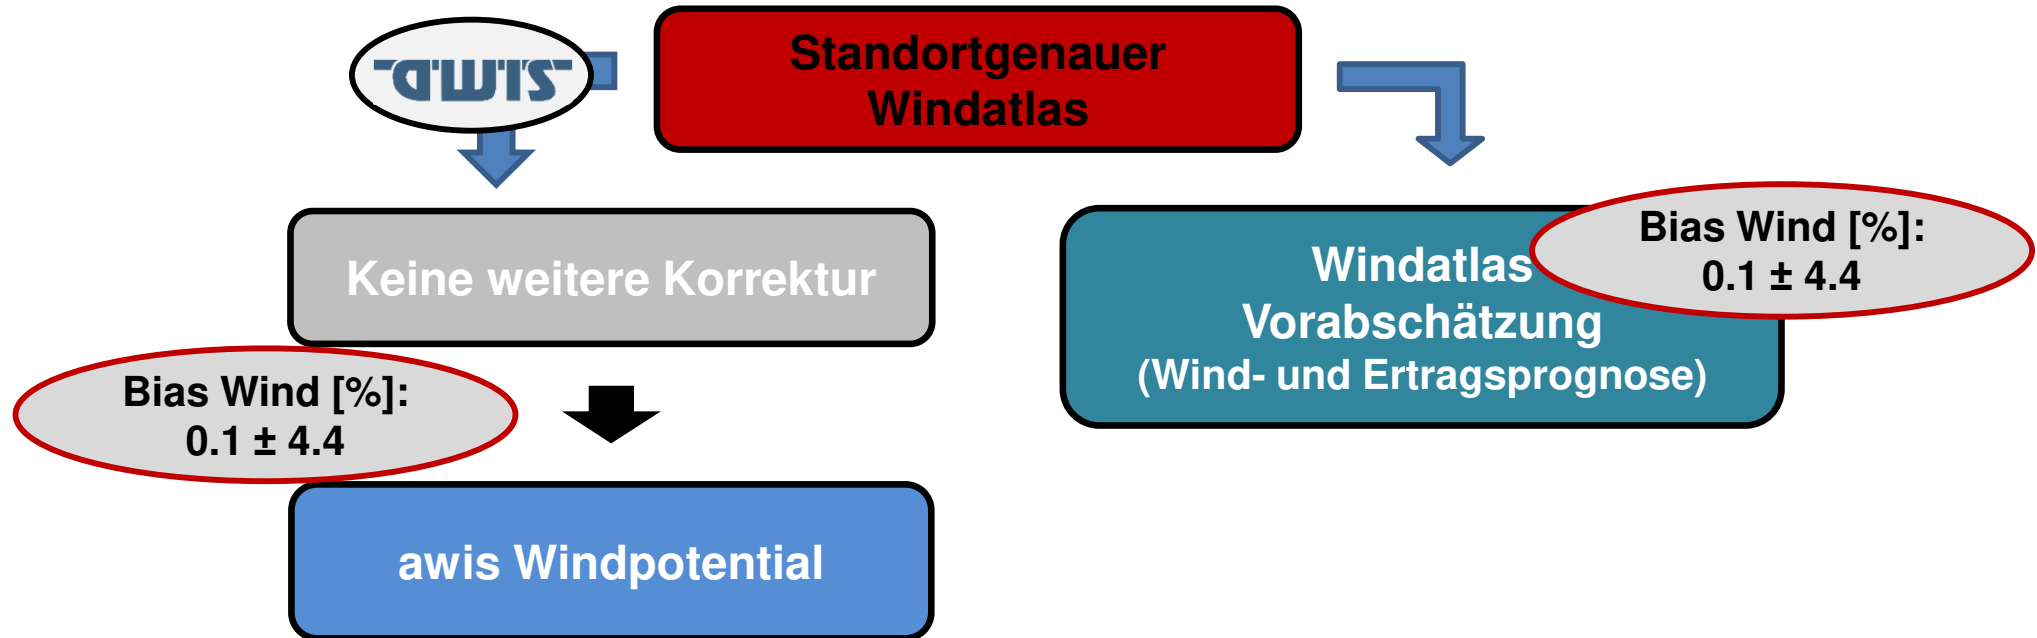 awis
Standortgenauer
Windatlas
Keine weitere Korrektur
Bias Wind [%]:
0.1 ± 4.4
awis Windpotential
Windatlas
Vorabschätzung
(Wind- und Ertragsprognose)
Bias Wind [%]:
0.1 ± 4.4